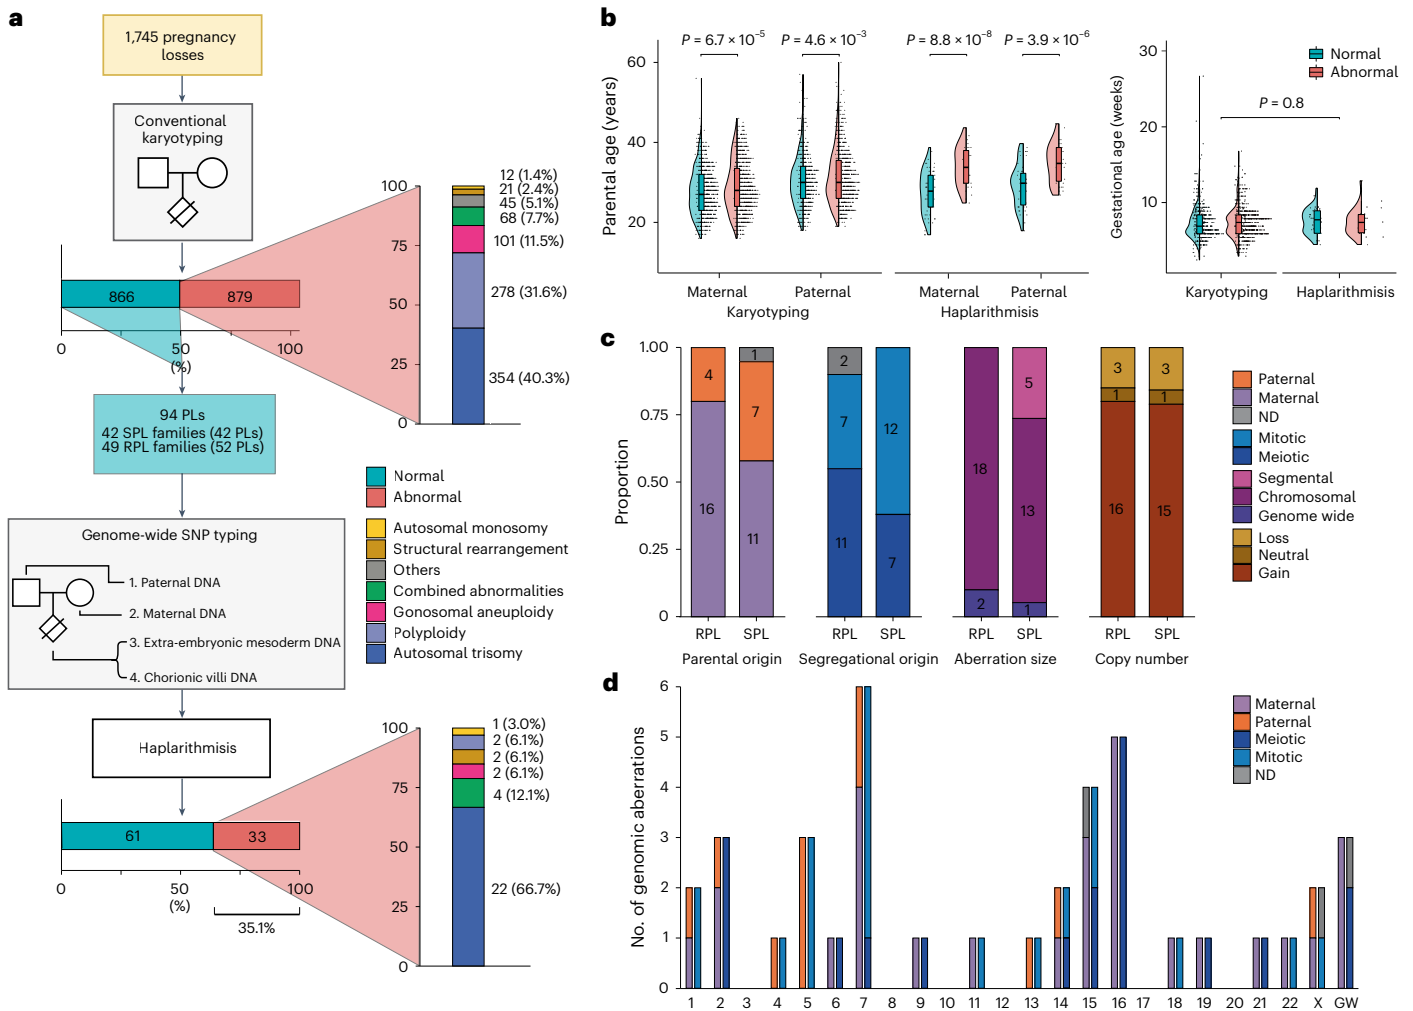 a
1,745 pregnancy
losses
Conventional
karyotyping
866
879
0
50
100
(%)
100
75
50
25
0
12 (1.4%)
21 (2.4%)
45 (5.1%)
68 (7.7%)
101 (11.5%)
278 (31.6%)
354 (40.3%)
94 PLs
42 SPL families (42 PLs)
49 RPL families (52 PLs)
Normal
Abnormal
Autosomal monosomy
Structural rearrangement
Others
Combined abnormalities
Gonosomal aneuploidy
Polyploidy
Autosomal trisomy
Genome-wide SNP typing
1. Paternal DNA
2. Maternal DNA
3. Extra-embryonic mesoderm DNA
4. Chorionic villi DNA
Haplarithmisis
61
33
0
50
100
(%)
35.1%
100
75
50
25
0
1 (3.0%)
2 (6.1%)
2 (6.1%)
2 (6.1%)
4 (12.1%)
22 (66.7%)
b
P = 6.7 × 10⁻⁵
P = 4.6 × 10⁻³
P = 8.8 × 10⁻⁸
P = 3.9 × 10⁻⁶
Parental age (years)
60
40
20
Maternal
Paternal
Maternal
Paternal
Karyotyping
Haplarithmisis
Gestational age (weeks)
30
20
10
P = 0.8
Normal
Abnormal
Karyotyping
Haplarithmisis
c
Proportion
1.00
0.75
0.50
0.25
0
4
16
1
7
11
2
7
11
12
7
18
2
5
13
1
3
1
16
3
1
15
RPL
SPL
RPL
SPL
RPL
SPL
RPL
SPL
Parental origin
Segregational origin
Aberration size
Copy number
Paternal
Maternal
ND
Mitotic
Meiotic
Segmental
Chromosomal
Genome wide
Loss
Neutral
Gain
d
No. of genomic aberrations
6
5
4
3
2
1
0
1 2 3 4 5 6 7 8 9 10 11 12 13 14 15 16 17 18 19 20 21 22 X GW
Maternal
Paternal
Meiotic
Mitotic
ND